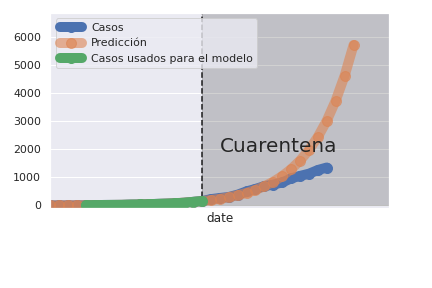 6000
5000
4000
3000
2000
1000
0
Casos
Predicción
Casos usados para el modelo
Cuarentena
date